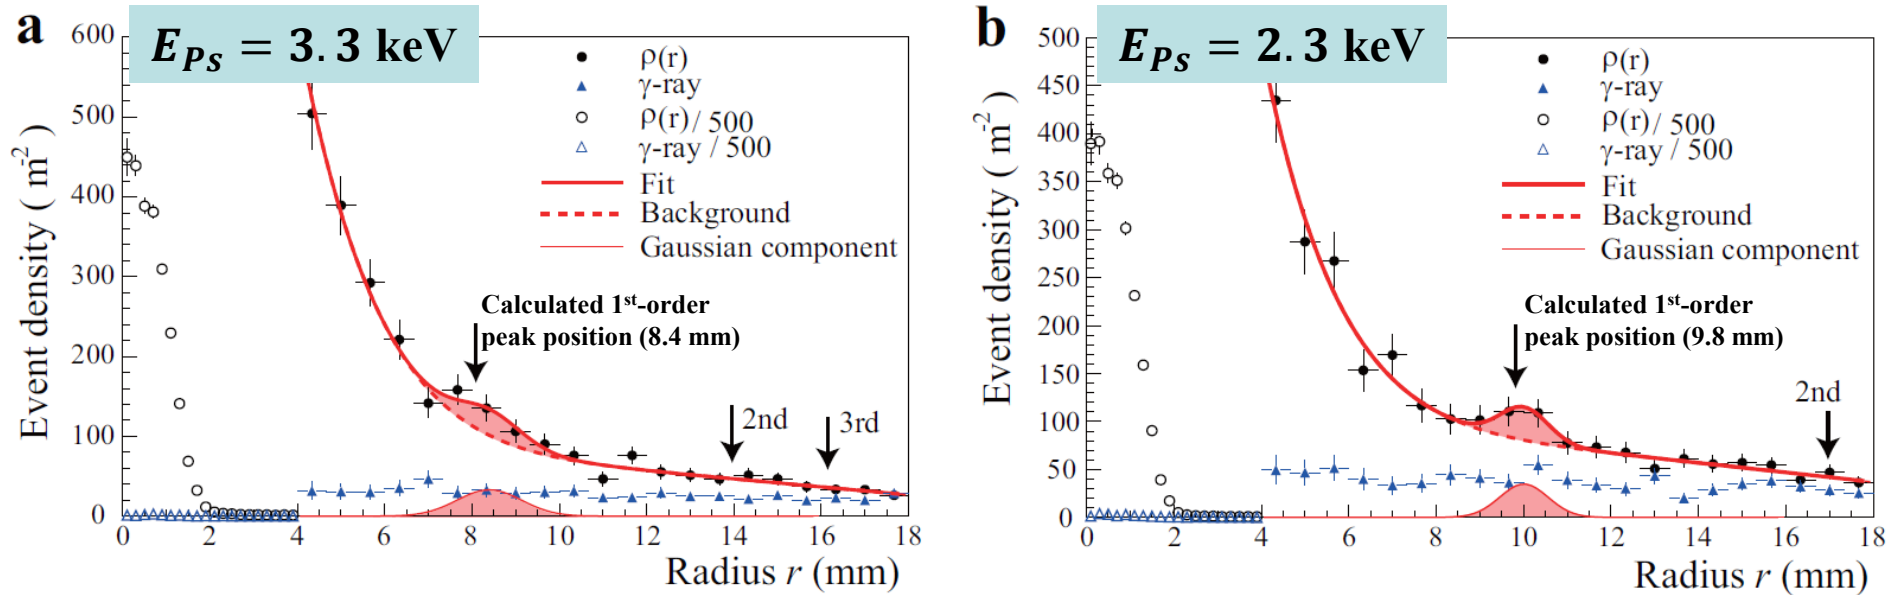 a
E_Ps = 3.3 keV
600
500
400
300
200
100
0
Event density ( m⁻²)
ρ(r)
γ-ray
ρ(r)/ 500
γ-ray / 500
Fit
Background
Gaussian component
Calculated 1st-order
peak position (8.4 mm)
2nd
3rd
0 2 4 6 8 10 12 14 16 18
Radius r (mm)
b
E_Ps = 2.3 keV
500
450
400
350
300
250
200
150
100
50
0
Event density ( m⁻²)
ρ(r)
γ-ray
ρ(r)/ 500
γ-ray / 500
Fit
Background
Gaussian component
Calculated 1st-order
peak position (9.8 mm)
2nd
0 2 4 6 8 10 12 14 16 18
Radius r (mm)